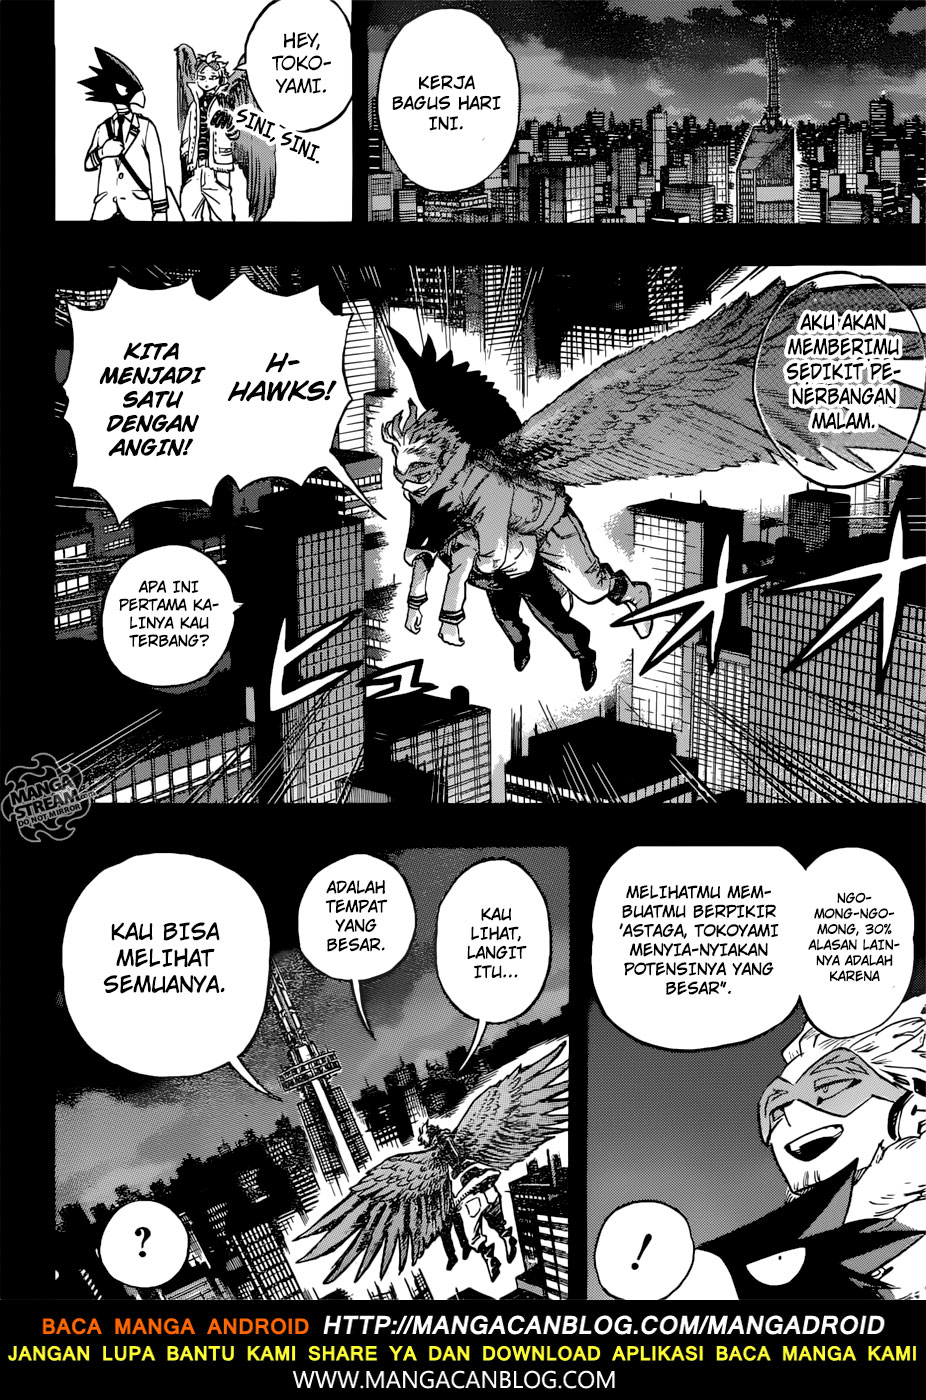 KERJA
BAGUS HARI
INI.
HEY,
TOKO-
YAMI.
SINI, SINI.
AKU AKAN
MEMBERIMU
SEDIKIT PE-
NERBANGAN
MALAM.
H-
HAWKS!
KITA
MENJADI
SATU
DENGAN
ANGIN!
APA INI
PERTAMA KA-
LINYA KAU
TERBANG?
ビュオオ
MANGA
STREAM
DO NOT MIRROR
NGO-
MONG-NGO-
MONG, 30%
ALASAN LAIN-
NYA ADALAH
KARENA
MELIHATMU MEM-
BUATMU BERPIKIR
'ASTAGA, TOKOYAMI
MENYIA-NYIAKAN
POTENSINYA YANG
BESAR".
!
KAU
LIHAT,
LANGIT
ITU...
ADALAH
TEMPAT
YANG
BESAR.
KAU BISA
MELIHAT
SEMUANYA.
?
BACA MANGA ANDROID HTTP://MANGACANBLOG.COM/MANGADROID
JANGAN LUPA BANTU KAMI SHARE YA DAN DOWNLOAD APLIKASI BACA MANGA KAMI
WWW.MANGACANBLOG.COM